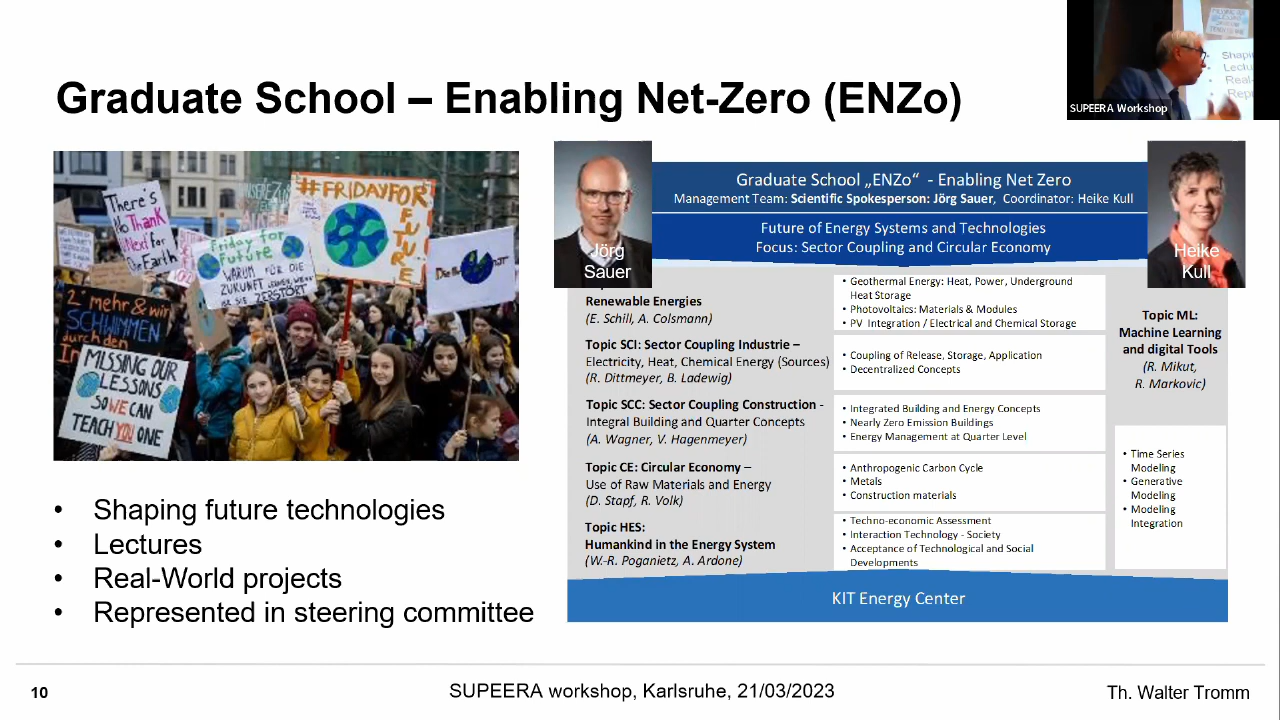 Graduate School – Enabling Net-Zero (ENZo)
SUPEERA Workshop
There's
No Thank
Next for
Earth
#FRIDAYFOR
FUTURE
Friday for
Future
WARUM FÜR DIE
ZUKUNFT LERNEN, WENN
IHR SIE ZERSTÖRT
2 mehr & wir
SCHWIMMEN
durch den
MISSING OUR
LESSONS
SO WE CAN
TEACH YOU ONE
• Shaping future technologies
• Lectures
• Real-World projects
• Represented in steering committee
Jörg
Sauer
Heike
Kull
Graduate School „ENZo“ - Enabling Net Zero
Management Team: Scientific Spokesperson: Jörg Sauer, Coordinator: Heike Kull
Future of Energy Systems and Technologies
Focus: Sector Coupling and Circular Economy
Renewable Energies
(E. Schill, A. Colsmann)
• Geothermal Energy: Heat, Power, Underground
Heat Storage
• Photovoltaics: Materials & Modules
• PV Integration / Electrical and Chemical Storage
Topic SCI: Sector Coupling Industrie –
Electricity, Heat, Chemical Energy (Sources)
(R. Dittmeyer, B. Ladewig)
• Coupling of Release, Storage, Application
• Decentralized Concepts
Topic SCC: Sector Coupling Construction -
Integral Building and Quarter Concepts
(A. Wagner, V. Hagenmeyer)
• Integrated Building and Energy Concepts
• Nearly Zero Emission Buildings
• Energy Management at Quarter Level
Topic CE: Circular Economy –
Use of Raw Materials and Energy
(D. Stapf, R. Volk)
• Anthropogenic Carbon Cycle
• Metals
• Construction materials
Topic HES:
Humankind in the Energy System
(W.-R. Poganietz, A. Ardone)
• Techno-economic Assessment
• Interaction Technology - Society
• Acceptance of Technological and Social
Developments
Topic ML:
Machine Learning
and digital Tools
(R. Mikut,
R. Markovic)
• Time Series
Modeling
• Generative
Modeling
• Modeling
Integration
KIT Energy Center
10
SUPEERA workshop, Karlsruhe, 21/03/2023
Th. Walter Tromm